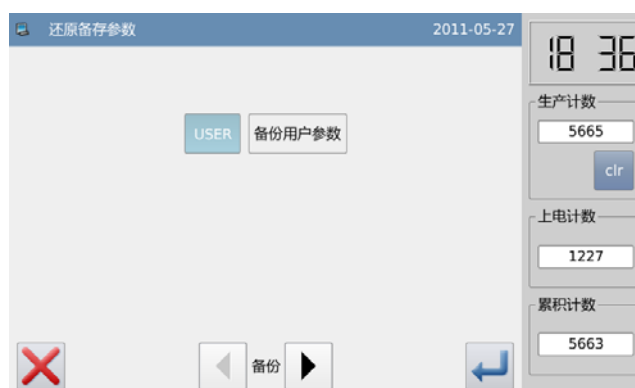 还原备存参数 2011-05-27
18 36
生产计数
5665
clr
USER 备份用户参数
上电计数
1227
累积计数
5663
备份